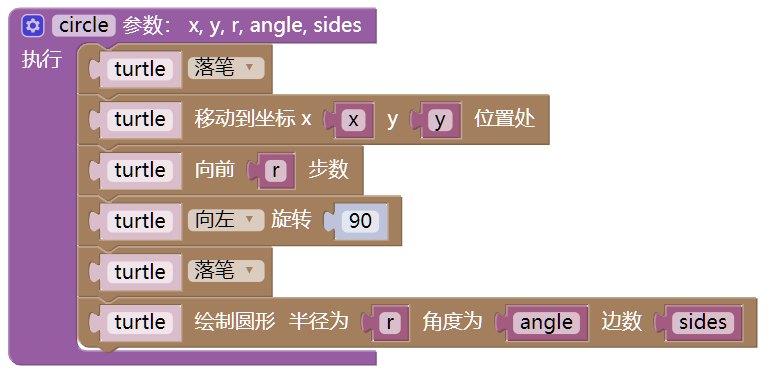 circle 参数: x, y, r, angle, sides
执行
turtle 落笔
turtle 移动到坐标 x x y y 位置处
turtle 向前 r 步数
turtle 向左 旋转 90
turtle 落笔
turtle 绘制圆形 半径为 r 角度为 angle 边数 sides